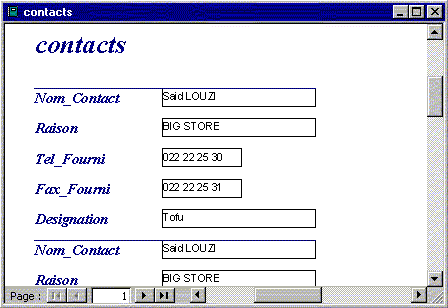 contacts
contacts
Nom_Contact Said LOUZI
Raison BIG STORE
Tel_Fourni 022 22 25 30
Fax_Fourni 022 22 25 31
Designation Tofu
Nom_Contact Said LOUZI
Raison BIG STORE
Page : 1